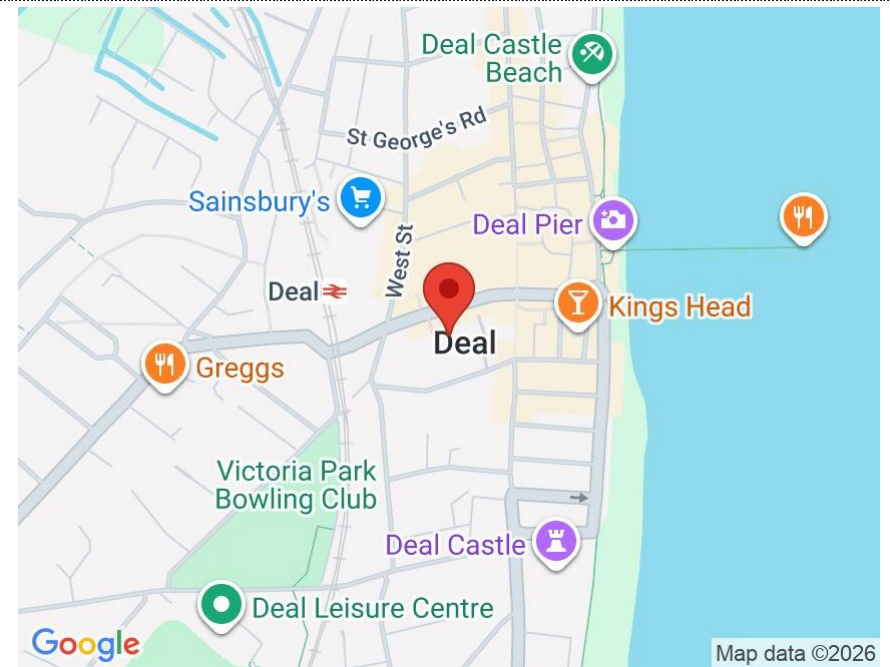 Deal Castle
Beach
St George's Rd
Sainsbury's
Deal Pier
West St
Deal
Kings Head
Deal
Greggs
Victoria Park
Bowling Club
Deal Castle
Deal Leisure Centre
Google
Map data ©2026